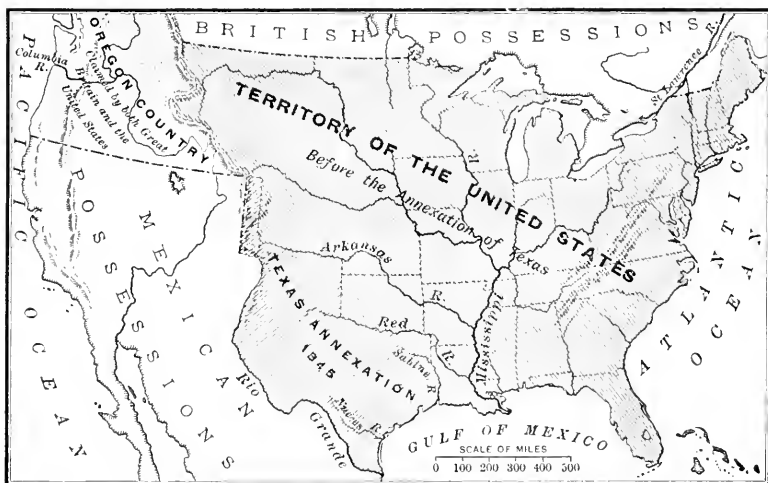 BRITISH POSSESSIONS
PACIFIC OCEAN
Columbia R.
OREGON COUNTRY
Claimed by both Great
Britain and the
United States
St. Lawrence R.
TERRITORY OF THE UNITED STATES
Before the Annexation of Texas
R.
MEXICAN
POSSESSIONS
Arkansas R.
TEXAS ANNEXATION
1845
Red R.
Sabine R.
Mississippi
Nueces R.
Rio Grande
ATLANTIC
OCEAN
GULF OF MEXICO
SCALE OF MILES
0 100 200 300 400 500